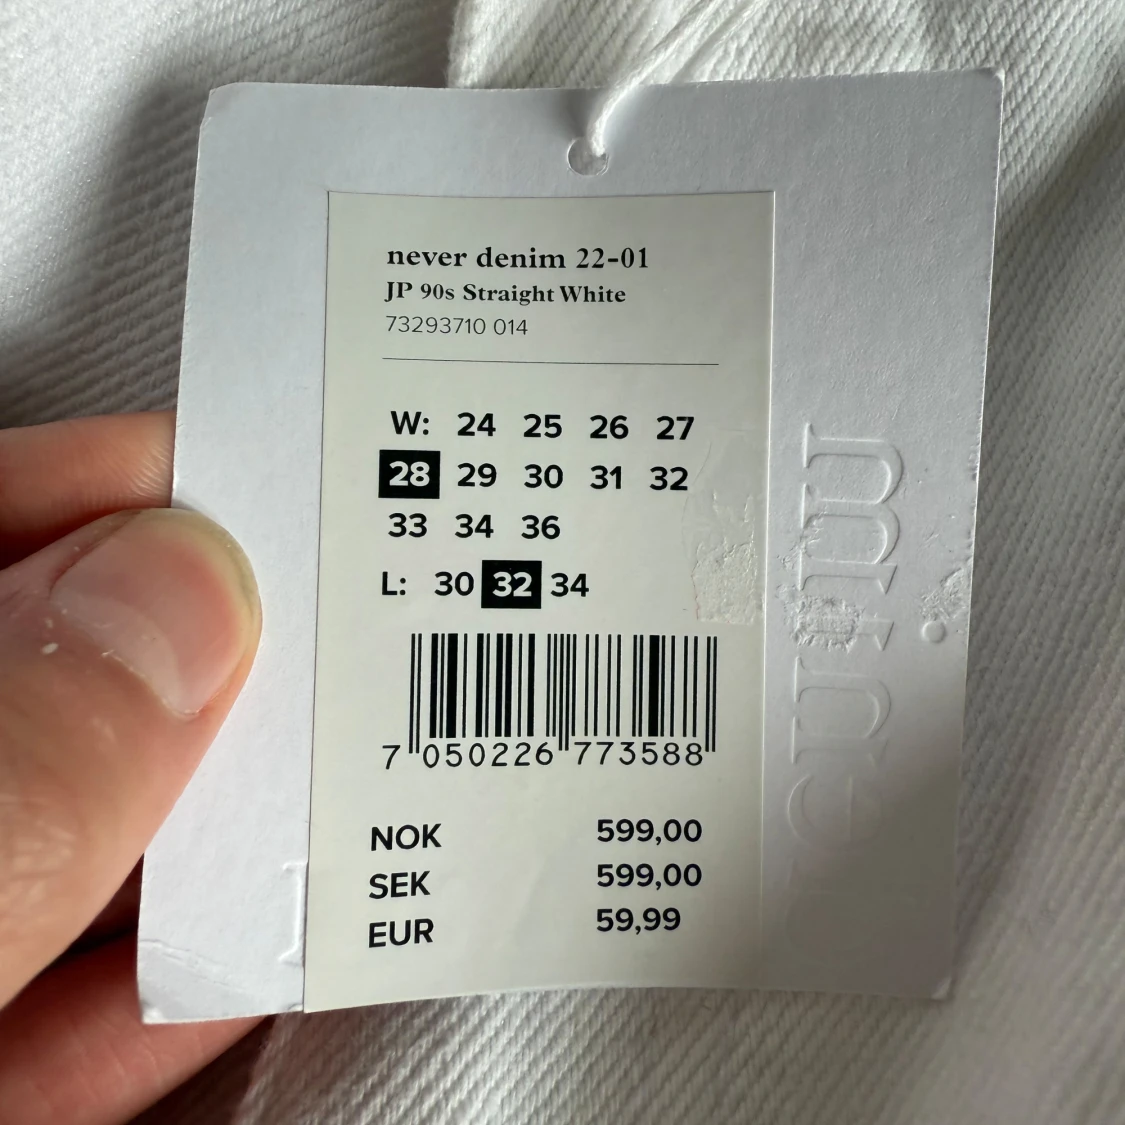 never denim 22-01
JP 90s Straight White
73293710 014
W: 24 25 26 27
28 29 30 31 32
33 34 36
L: 30 32 34
7 050226 773588
NOK 599,00
SEK 599,00
EUR 59,99